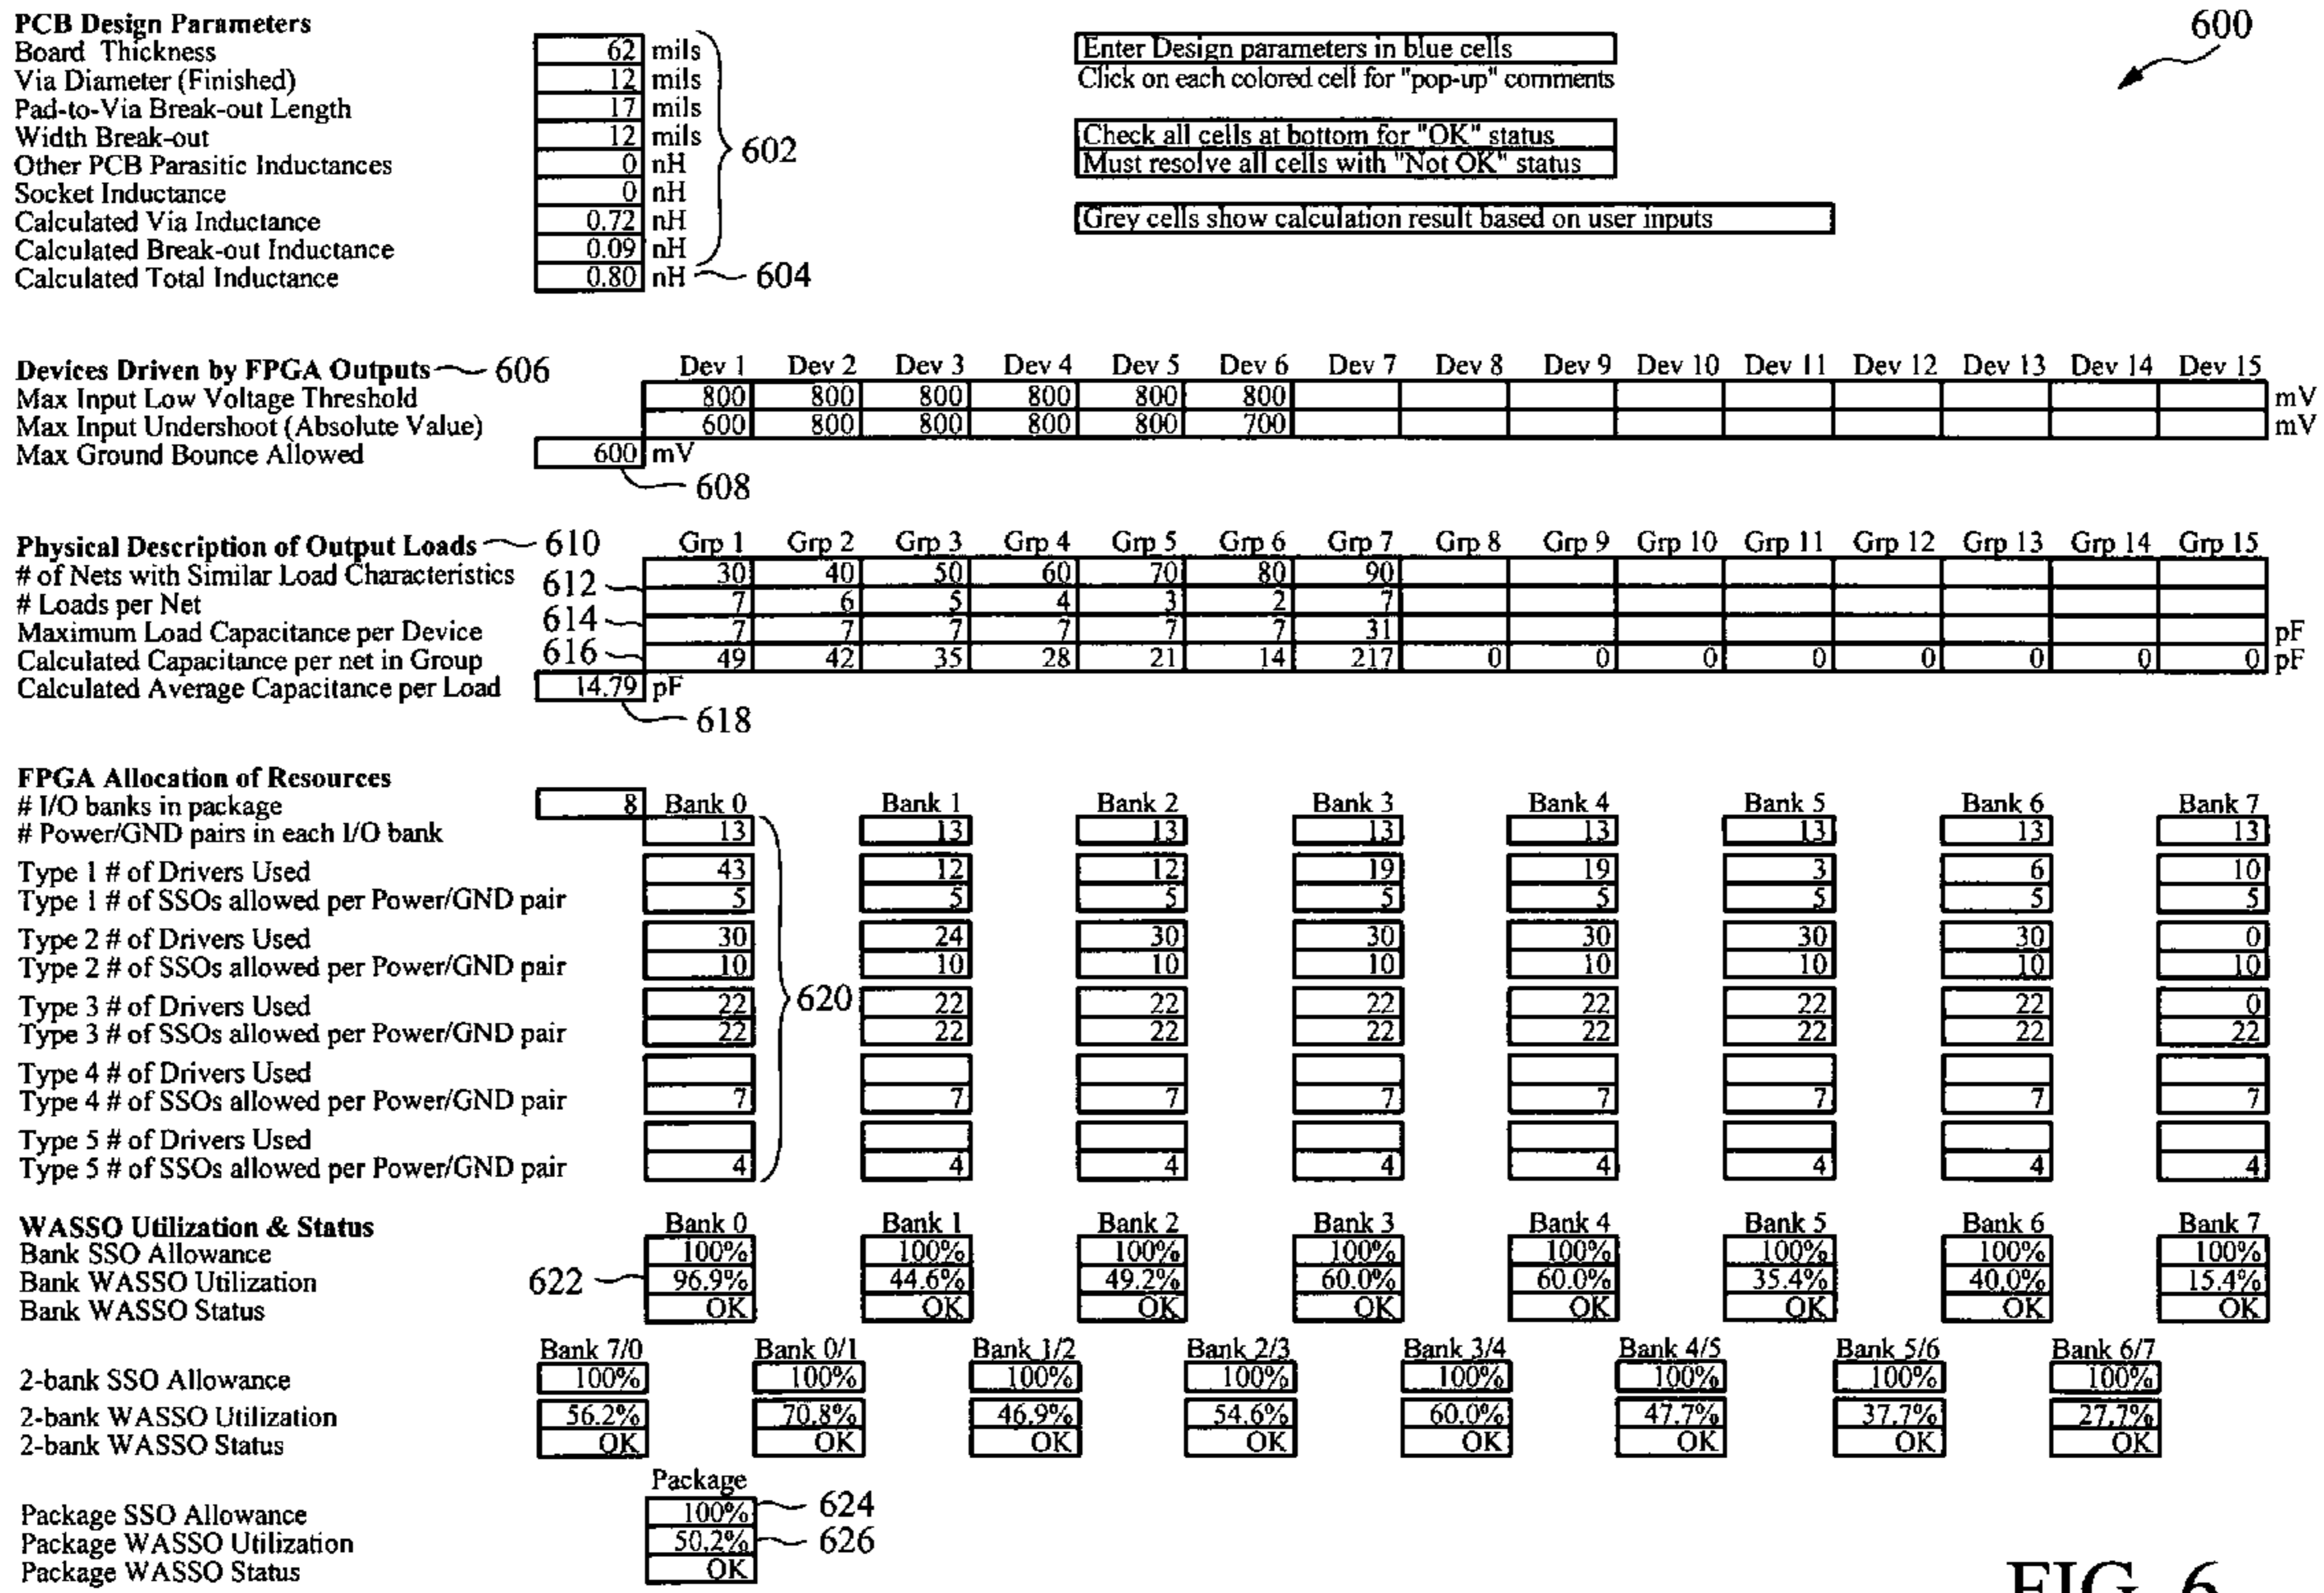 600
PCB Design Parameters
Board Thickness 62 mils
Enter Design parameters in blue cells
Via Diameter (Finished) 12 mils
Click on each colored cell for "pop-up" comments
Pad-to-Via Break-out Length 17 mils
Width Break-out 12 mils
Check all cells at bottom for "OK" status
602
Other PCB Parasitic Inductances 0 nH
Must resolve all cells with "Not OK" status
Socket Inductance 0 nH
Calculated Via Inductance 0.72 nH
Grey cells show calculation result based on user inputs
Calculated Break-out Inductance 0.09 nH
Calculated Total Inductance 0.80 nH 604
Devices Driven by FPGA Outputs 606 Dev 1 Dev 2 Dev 3 Dev 4 Dev 5 Dev 6 Dev 7 Dev 8 Dev 9 Dev 10 Dev 11 Dev 12 Dev 13 Dev 14 Dev 15
Max Input Low Voltage Threshold 800 800 800 800 800 800 mV
Max Input Undershoot (Absolute Value) 600 800 800 800 800 700 mV
Max Ground Bounce Allowed 600 mV
608
Physical Description of Output Loads 610 Grp 1 Grp 2 Grp 3 Grp 4 Grp 5 Grp 6 Grp 7 Grp 8 Grp 9 Grp 10 Grp 11 Grp 12 Grp 13 Grp 14 Grp 15
# of Nets with Similar Load Characteristics 30 40 50 60 70 80 90
612
# Loads per Net 7 6 5 4 3 2 7
614
Maximum Load Capacitance per Device 7 7 7 7 7 7 31 pF
Calculated Capacitance per net in Group 616 49 42 35 28 21 14 217 0 0 0 0 0 0 0 0 pF
Calculated Average Capacitance per Load 14.79 pF
618
FPGA Allocation of Resources
# I/O banks in package 8 Bank 0 Bank 1 Bank 2 Bank 3 Bank 4 Bank 5 Bank 6 Bank 7
# Power/GND pairs in each I/O bank 13 13 13 13 13 13 13 13
Type 1 # of Drivers Used 43 12 12 19 19 3 6 10
Type 1 # of SSOs allowed per Power/GND pair 5 5 5 5 5 5 5 5
Type 2 # of Drivers Used 30 24 30 30 30 30 30 0
Type 2 # of SSOs allowed per Power/GND pair 10 10 10 10 10 10 10 10
620
Type 3 # of Drivers Used 22 22 22 22 22 22 22 0
Type 3 # of SSOs allowed per Power/GND pair 22 22 22 22 22 22 22 22
Type 4 # of Drivers Used
Type 4 # of SSOs allowed per Power/GND pair 7 7 7 7 7 7 7 7
Type 5 # of Drivers Used
Type 5 # of SSOs allowed per Power/GND pair 4 4 4 4 4 4 4 4
WASSO Utilization & Status Bank 0 Bank 1 Bank 2 Bank 3 Bank 4 Bank 5 Bank 6 Bank 7
Bank SSO Allowance 100% 100% 100% 100% 100% 100% 100% 100%
Bank WASSO Utilization 622 96.9% 44.6% 49.2% 60.0% 60.0% 35.4% 40.0% 15.4%
Bank WASSO Status OK OK OK OK OK OK OK OK
Bank 7/0 Bank 0/1 Bank 1/2 Bank 2/3 Bank 3/4 Bank 4/5 Bank 5/6 Bank 6/7
2-bank SSO Allowance 100% 100% 100% 100% 100% 100% 100% 100%
2-bank WASSO Utilization 56.2% 70.8% 46.9% 54.6% 60.0% 47.7% 37.7% 27.7%
2-bank WASSO Status OK OK OK OK OK OK OK OK
Package
Package SSO Allowance 100% 624
Package WASSO Utilization 50.2% 626
Package WASSO Status OK
FIG. 6